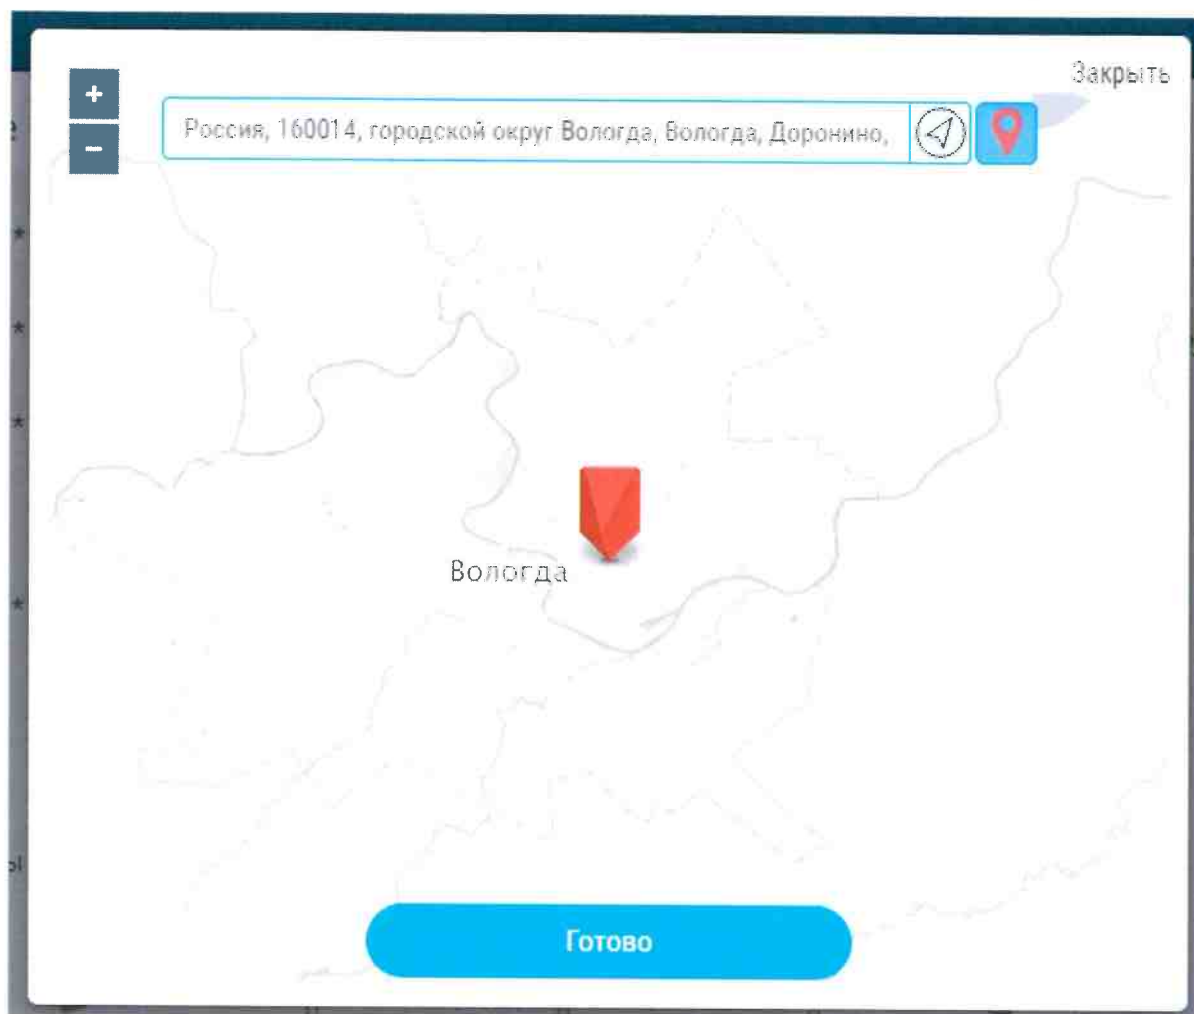 Закрыть
+
Россия, 160014, городской округ Вологда, Вологда, Доронино,
−
*
*
*
Вологда
*
ы
Готово